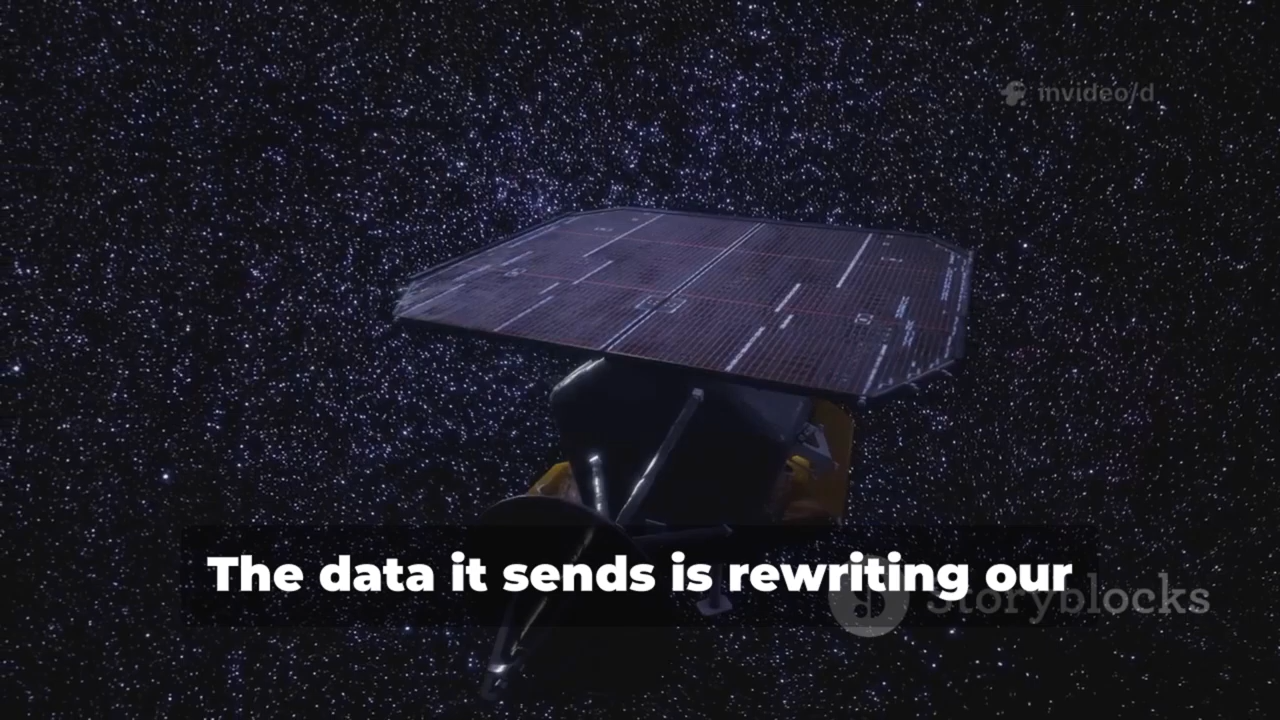 invideo/d
The data it sends is rewriting our
Storyblocks